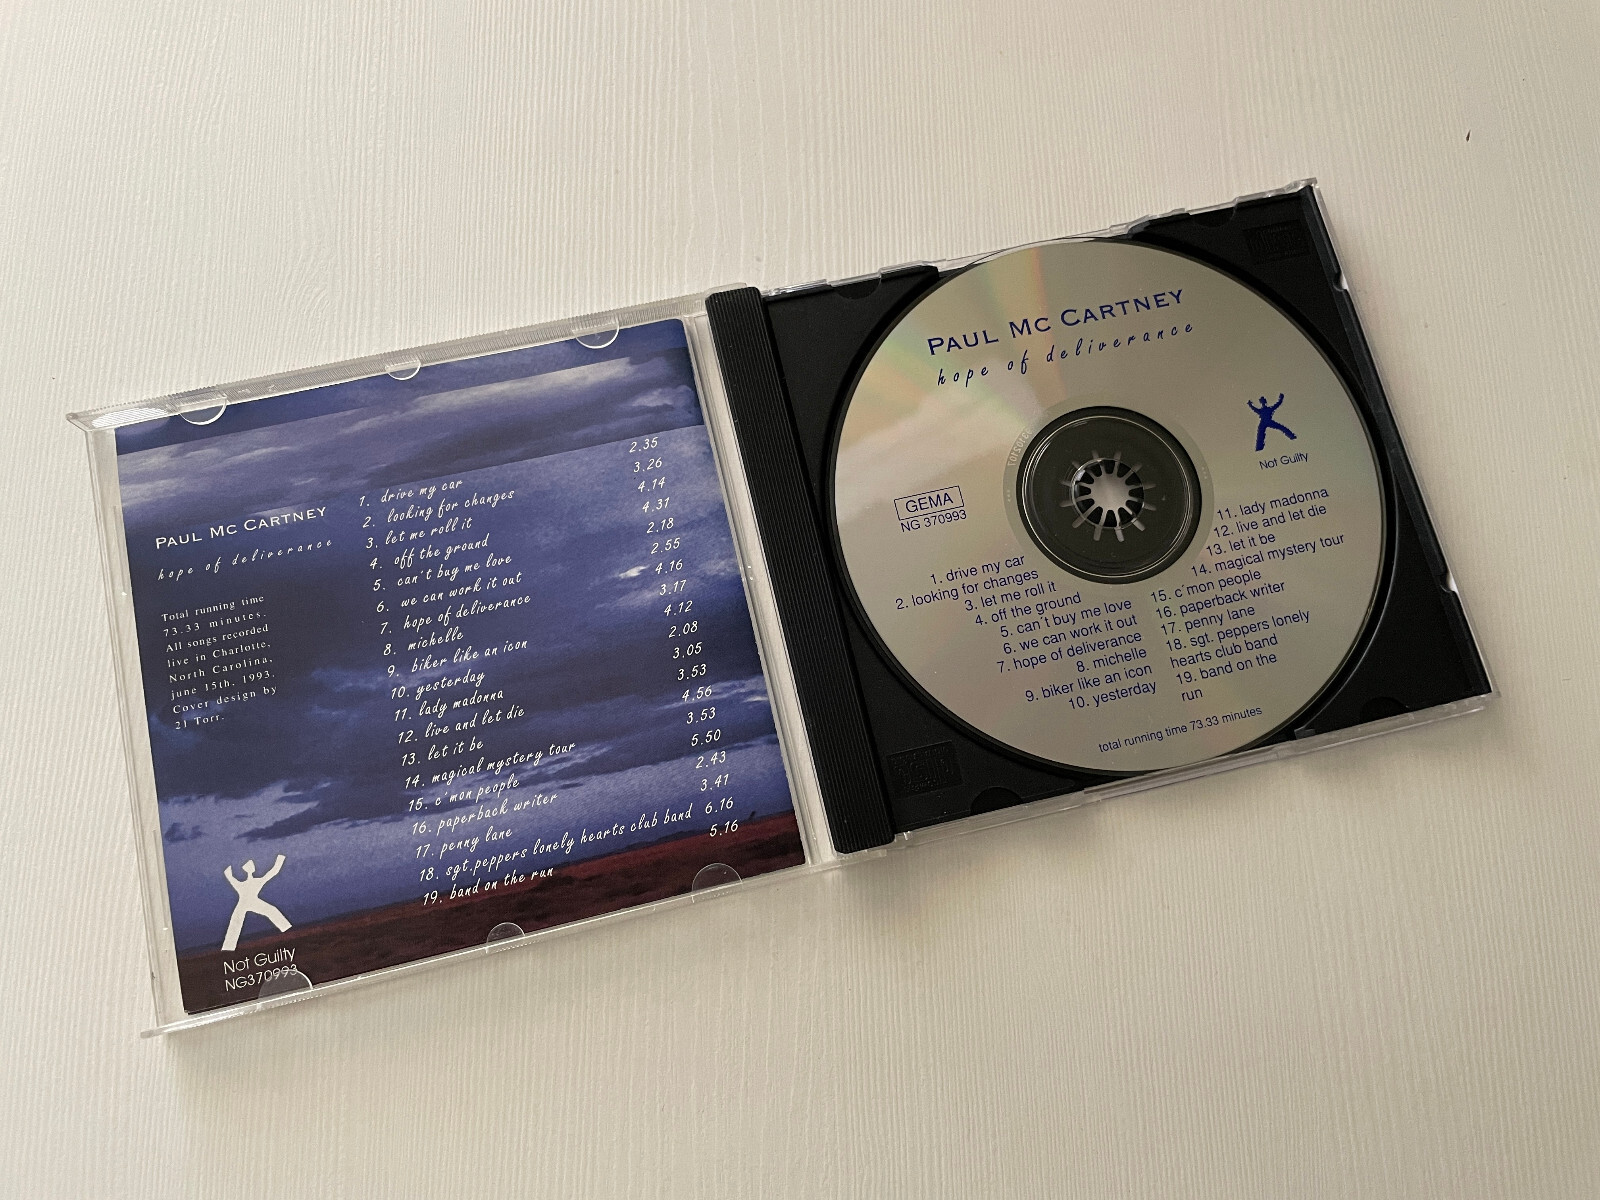 PAUL MC CARTNEY
hope of deliverance
Total running time
73.33 minutes.
All songs recorded
live in Charlotte,
North Carolina,
june 15th, 1993.
Cover design by
21 Torr.
1. drive my car 2.35
2. looking for changes 3.26
3. let me roll it 4.14
4. off the ground 4.31
5. can't buy me love 2.18
6. we can work it out 2.55
7. hope of deliverance 4.16
8. michelle 3.17
9. biker like an icon 4.12
10. yesterday 2.08
11. lady madonna 3.05
12. live and let die 3.53
13. let it be 4.56
14. magical mystery tour 3.53
15. c'mon people 5.50
16. paperback writer 2.43
17. penny lane 3.41
18. sgt.peppers lonely hearts club band 6.16
19. band on the run 5.16
Not Guilty
NG370993
PAUL MC CARTNEY
hope of deliverance
Not Guilty
GEMA
NG 370993
1. drive my car
2. looking for changes
3. let me roll it
4. off the ground
5. can't buy me love
6. we can work it out
7. hope of deliverance
8. michelle
9. biker like an icon
10. yesterday
11. lady madonna
12. live and let die
13. let it be
14. magical mystery tour
15. c'mon people
16. paperback writer
17. penny lane
18. sgt. peppers lonely
hearts club band
19. band on the
run
total running time 73.33 minutes